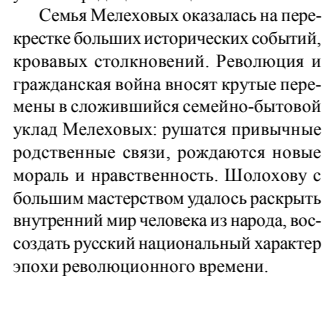 Семья Мелеховых оказалась на пере-
крестке больших исторических событий,
кровавых столкновений. Революция и
гражданская война вносят крутые пере-
мены в сложившийся семейно-бытовой
уклад Мелеховых: рушатся привычные
родственные связи, рождаются новые
мораль и нравственность. Шолохову с
большим мастерством удалось раскрыть
внутренний мир человека из народа, вос-
создать русский национальный характер
эпохи революционного времени.